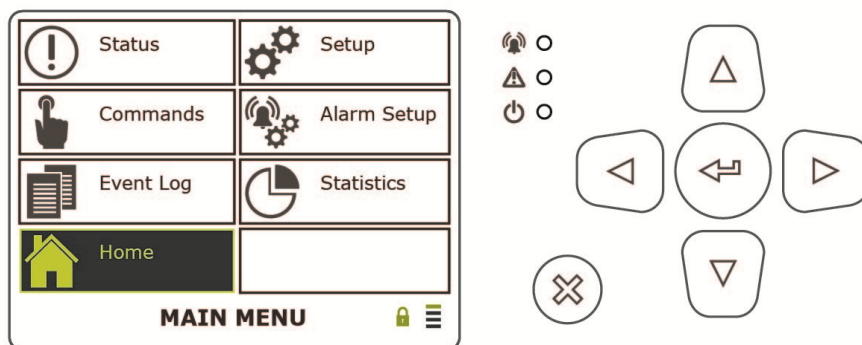 Status
Setup
Commands
Alarm Setup
Event Log
Statistics
Home
MAIN MENU